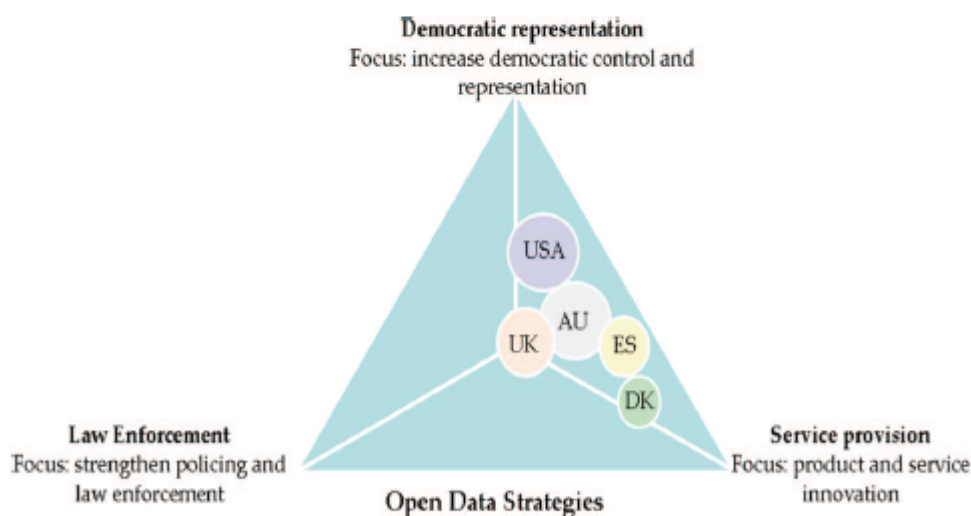 Democratic representation
Focus: increase democratic control and
representation
USA
AU
UK
ES
DK
Law Enforcement
Focus: strengthen policing and
law enforcement
Service provision
Focus: product and service
innovation
Open Data Strategies